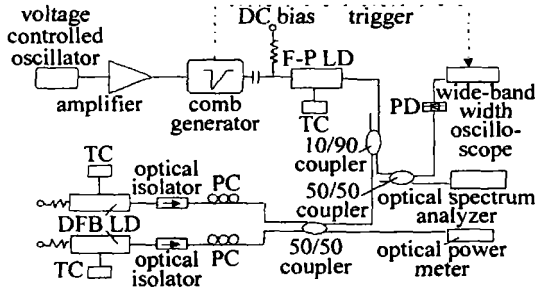 voltage
controlled
oscillator
amplifier
comb
generator
DC bias
trigger
F-P LD
TC
PD
wide-band
width
oscillo-
scope
10/90
coupler
50/50
coupler
optical spectrum
analyzer
TC
optical
isolator
PC
DFB LD
TC
optical
isolator
PC
50/50
coupler
optical power
meter